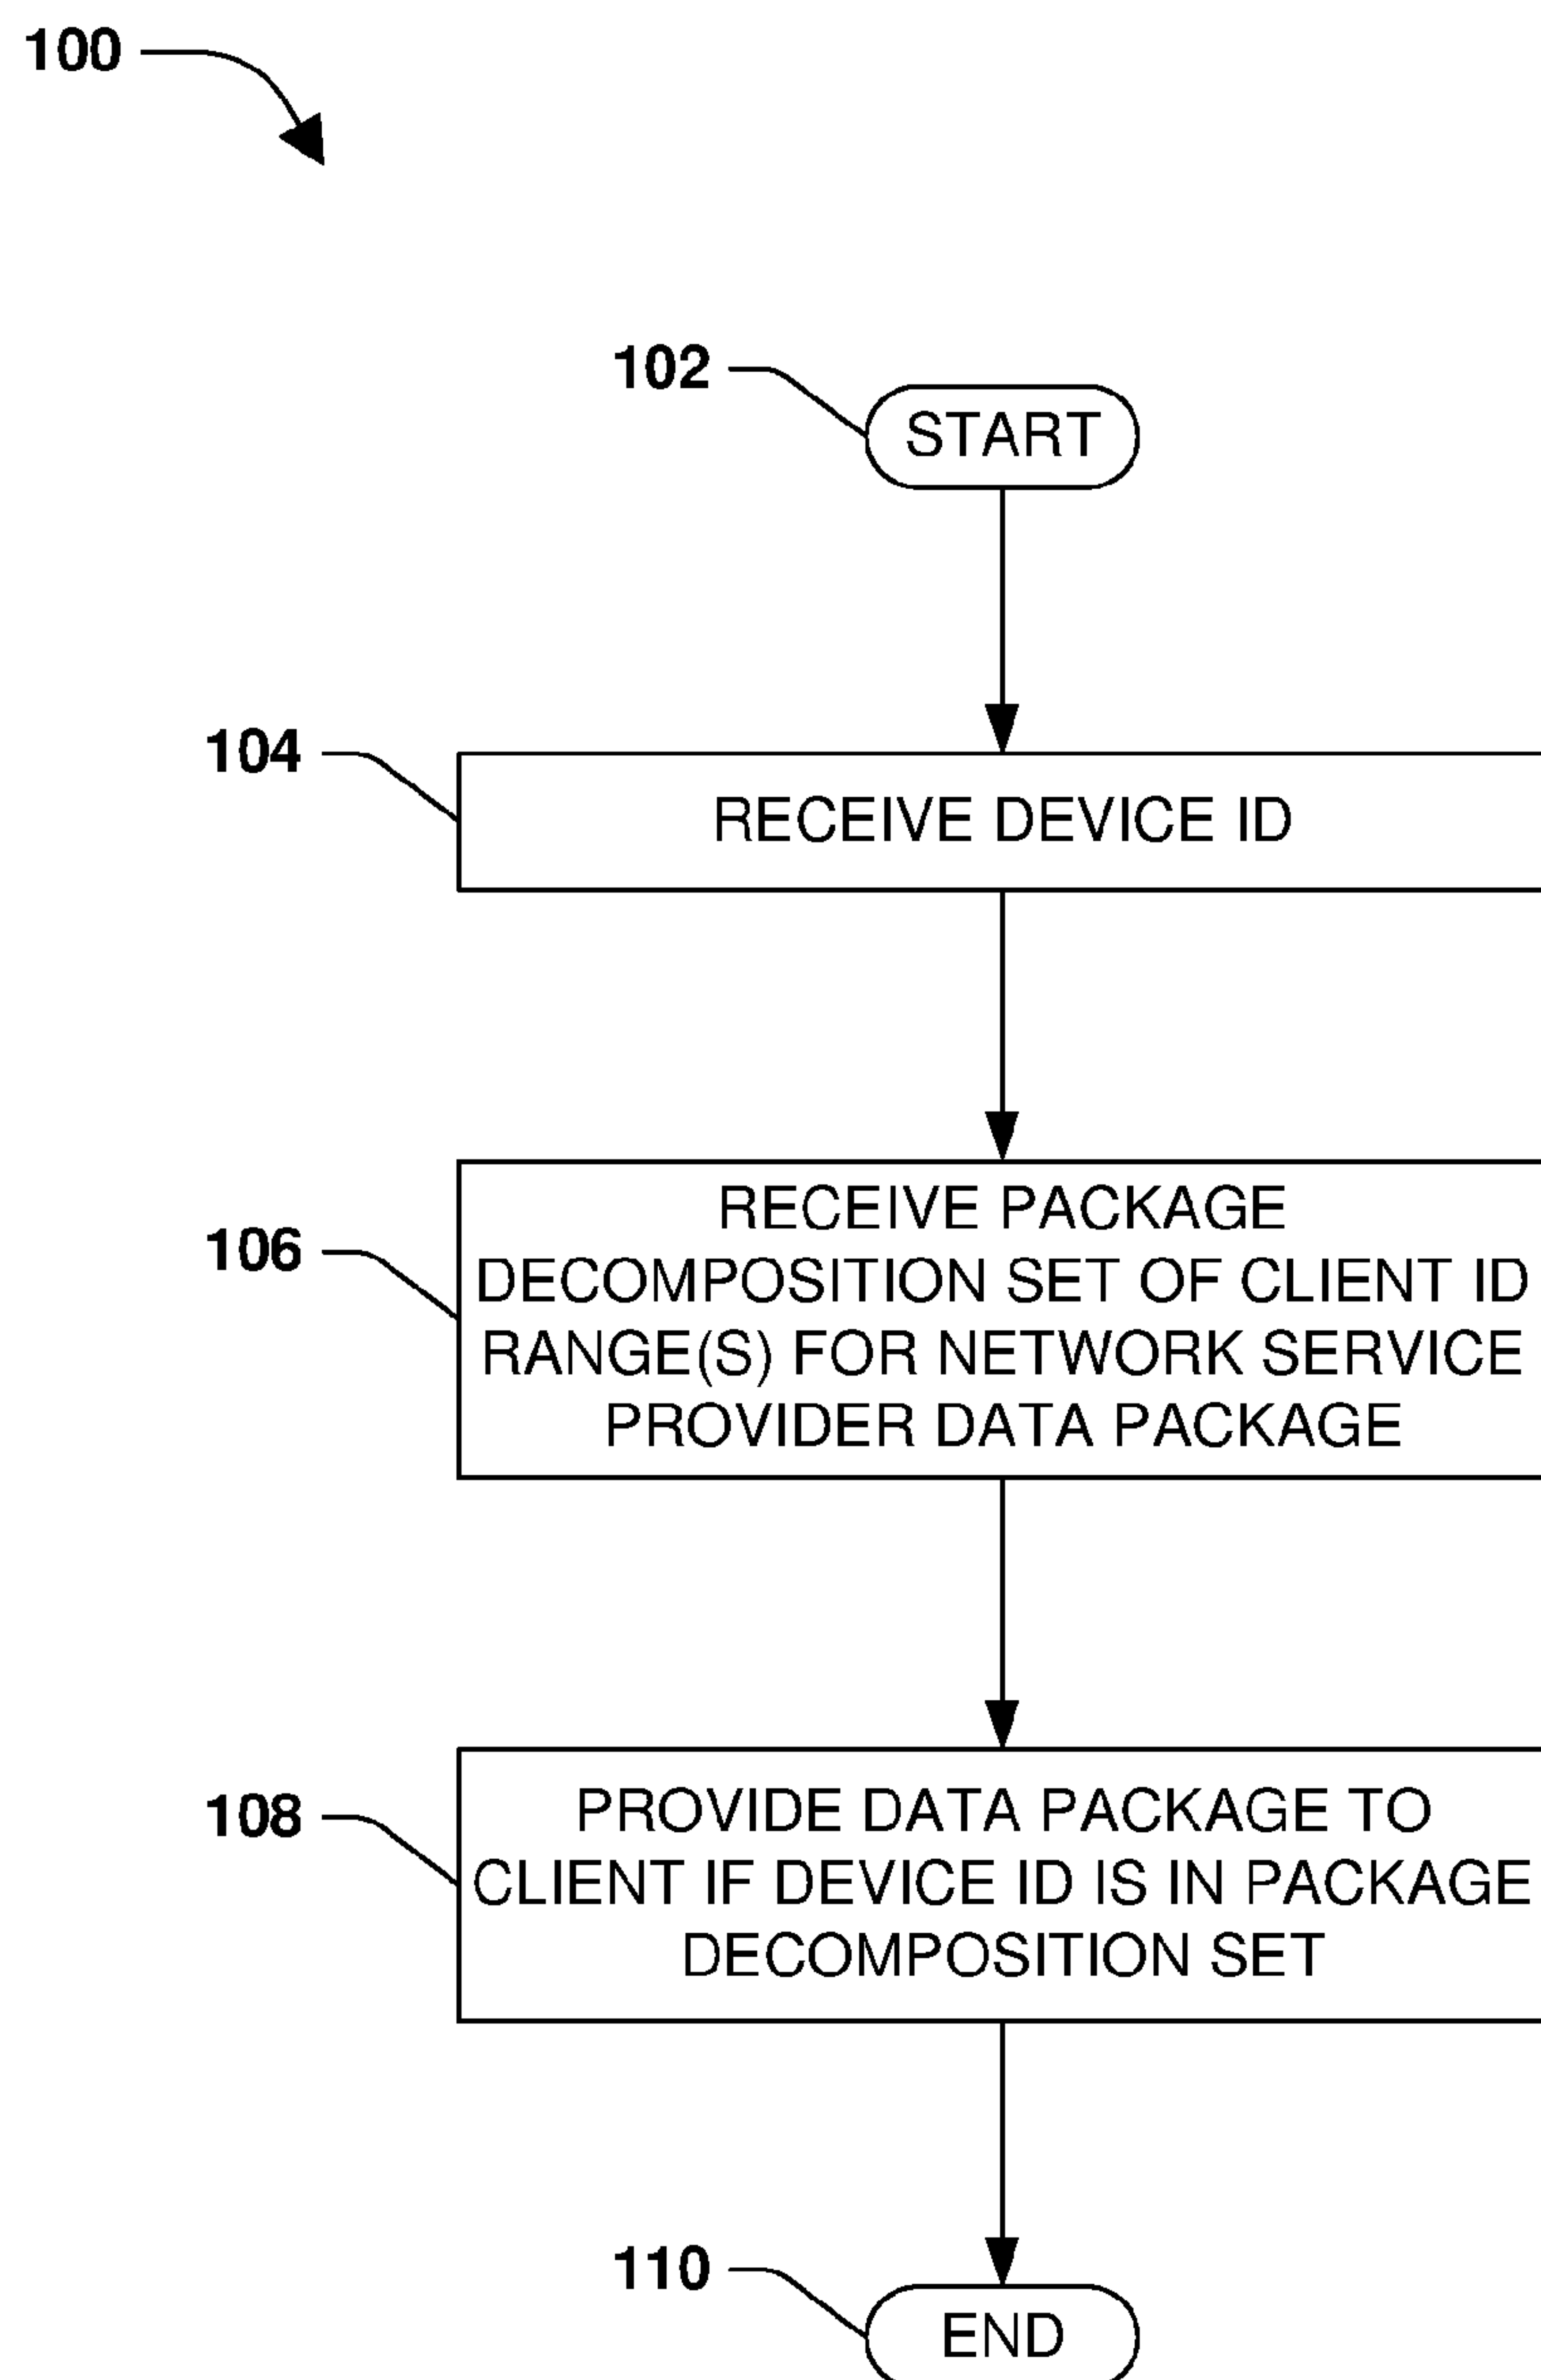 100
102
START
104
RECEIVE DEVICE ID
106
RECEIVE PACKAGE
DECOMPOSITION SET OF CLIENT ID
RANGE(S) FOR NETWORK SERVICE
PROVIDER DATA PACKAGE
108
PROVIDE DATA PACKAGE TO
CLIENT IF DEVICE ID IS IN PACKAGE
DECOMPOSITION SET
110
END